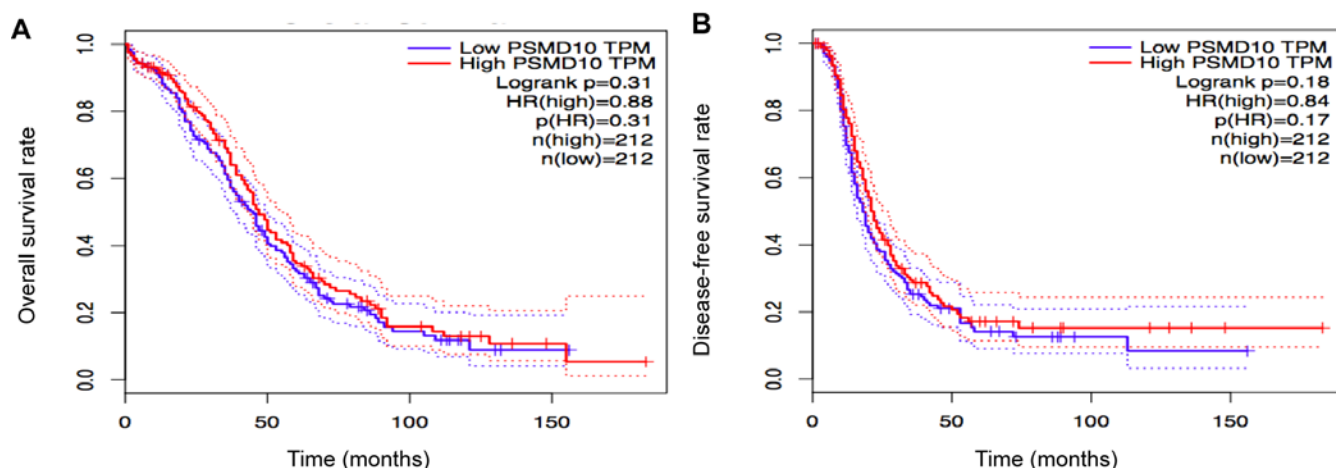 A
Overall survival rate
1.0
0.8
0.6
0.4
0.2
0.0
Low PSMD10 TPM
High PSMD10 TPM
Logrank p=0.31
HR(high)=0.88
p(HR)=0.31
n(high)=212
n(low)=212
0 50 100 150
Time (months)
B
Disease-free survival rate
1.0
0.8
0.6
0.4
0.2
0.0
Low PSMD10 TPM
High PSMD10 TPM
Logrank p=0.18
HR(high)=0.84
p(HR)=0.17
n(high)=212
n(low)=212
0 50 100 150
Time (months)